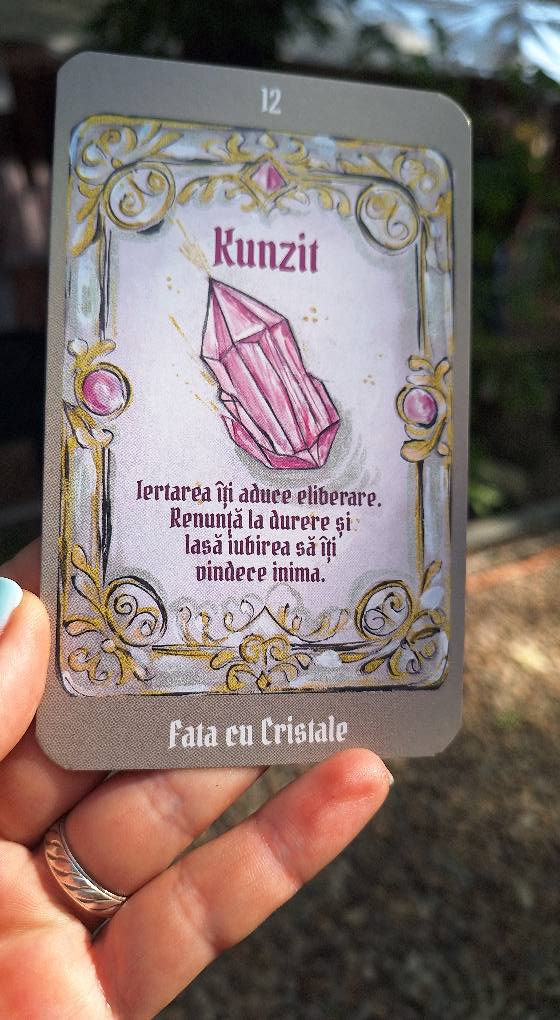 12
Kunzit
Iertarea îți aduce eliberare.
Renunță la durere și
lasă iubirea să îți
vindece inima.
Fata cu Cristale